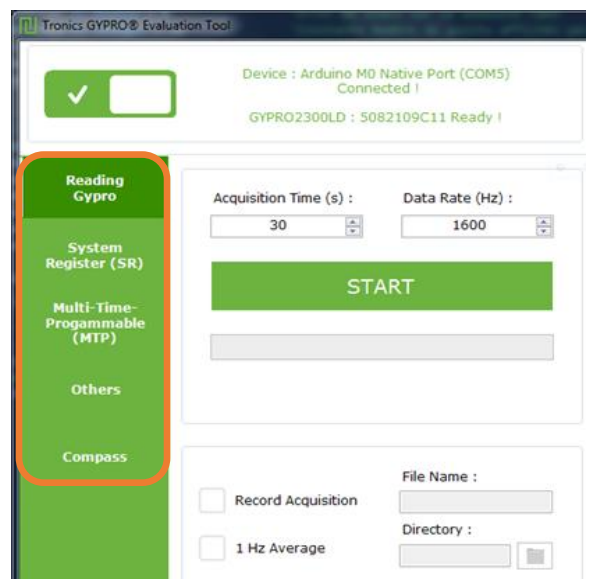 Tronics GYPRO® Evaluation Tool
Device : Arduino M0 Native Port (COM5)
Connected !
GYPRO2300LD : 5082109C11 Ready !
Reading
Gypro
System
Register (SR)
Multi-Time-
Progammable
(MTP)
Others
Compass
Acquisition Time (s) :
Data Rate (Hz) :
30
1600
START
Record Acquisition
File Name :
1 Hz Average
Directory :